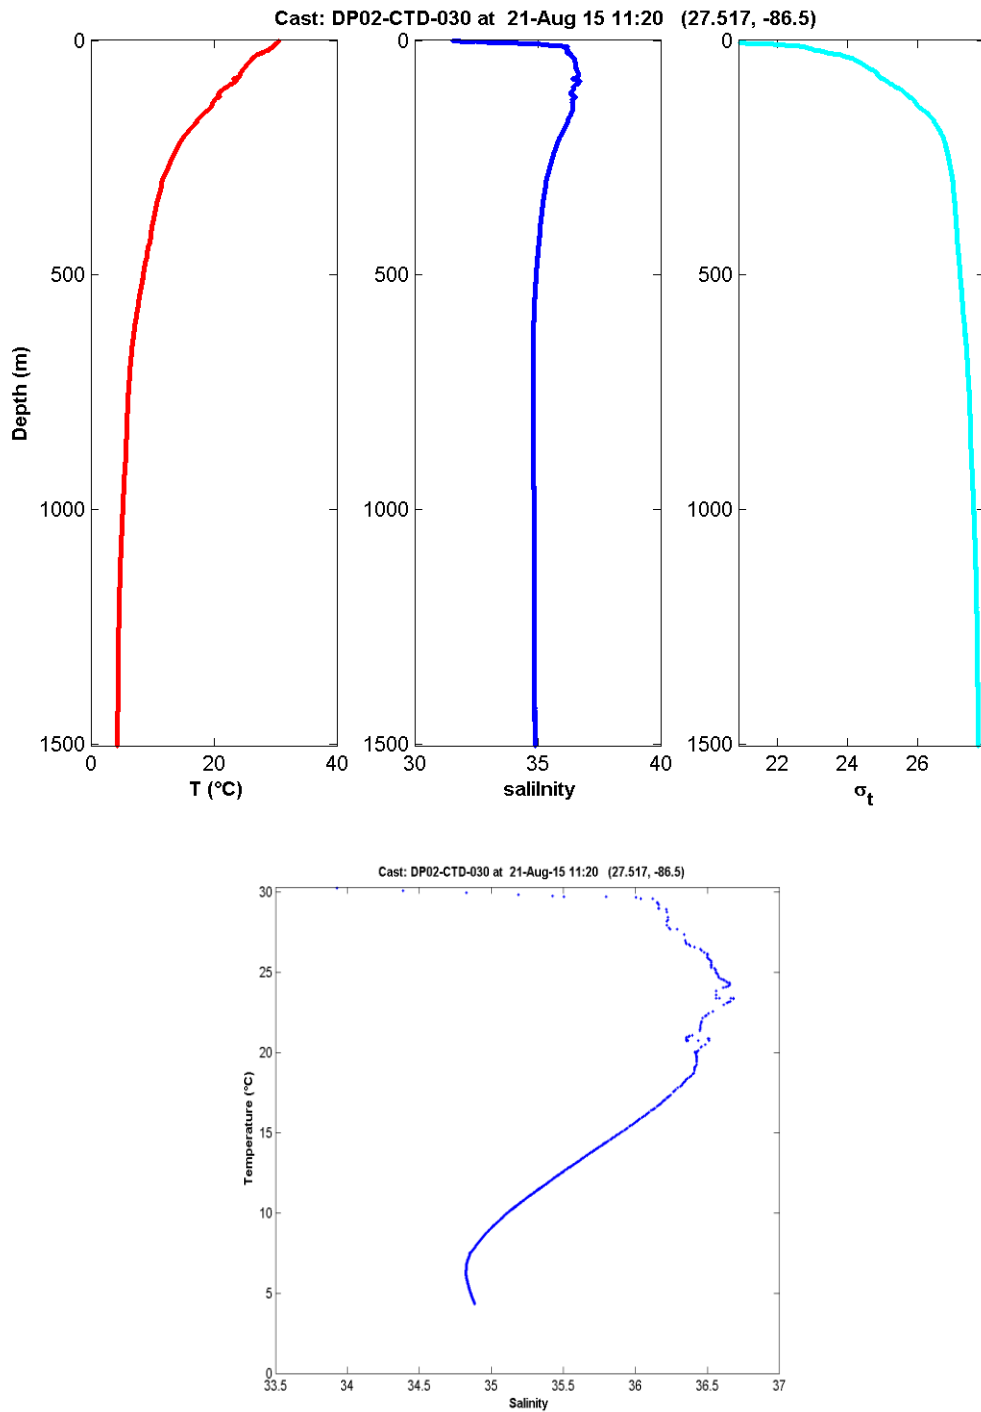 Cast: DP02-CTD-030 at 21-Aug 15 11:20 (27.517, -86.5)
0 0 0
500 500 500
Depth (m)
1000 1000 1000
1500 1500 1500
0 20 40 30 35 40 22 24 26
T (°C) salilnity σt
Cast: DP02-CTD-030 at 21-Aug-15 11:20 (27.517, -86.5)
30
25
20
Temperature (°C)
15
10
5
0
33.5 34 34.5 35 35.5 36 36.5 37
Salinity